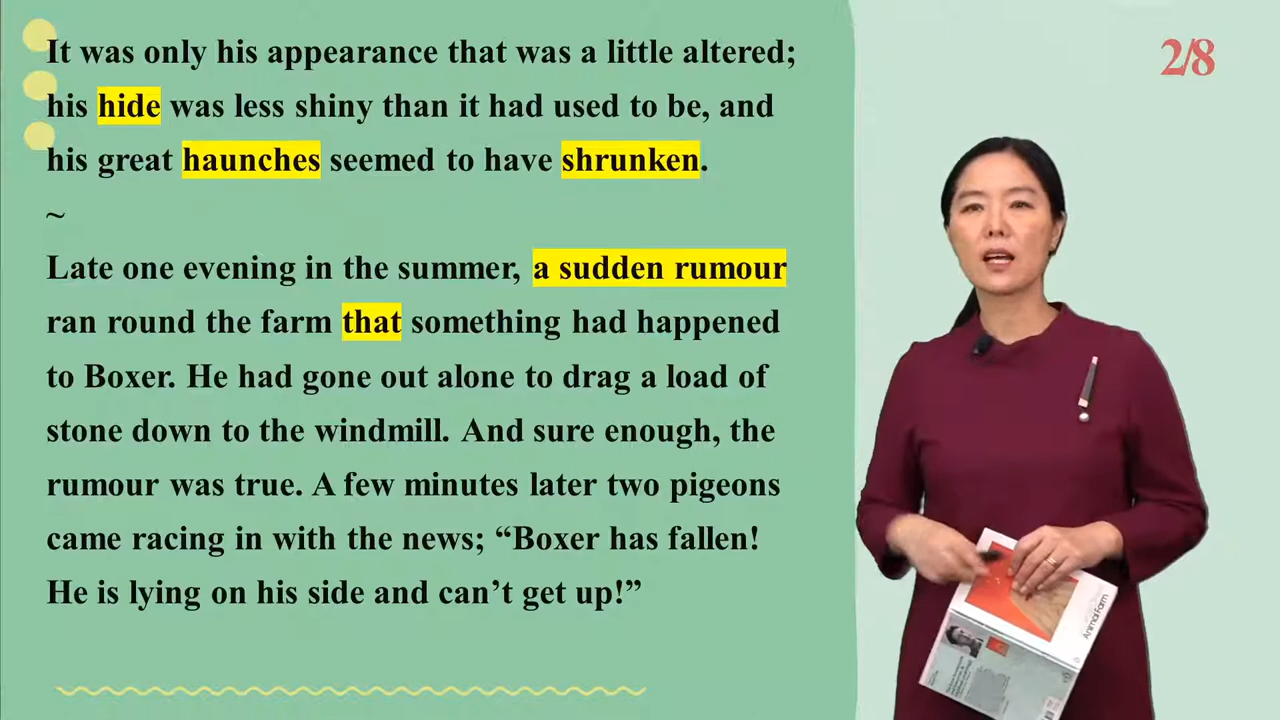 It was only his appearance that was a little altered;
his hide was less shiny than it had used to be, and
his great haunches seemed to have shrunken.
~
Late one evening in the summer, a sudden rumour
ran round the farm that something had happened
to Boxer. He had gone out alone to drag a load of
stone down to the windmill. And sure enough, the
rumour was true. A few minutes later two pigeons
came racing in with the news; “Boxer has fallen!
He is lying on his side and can’t get up!”
2/8
Animal Farm